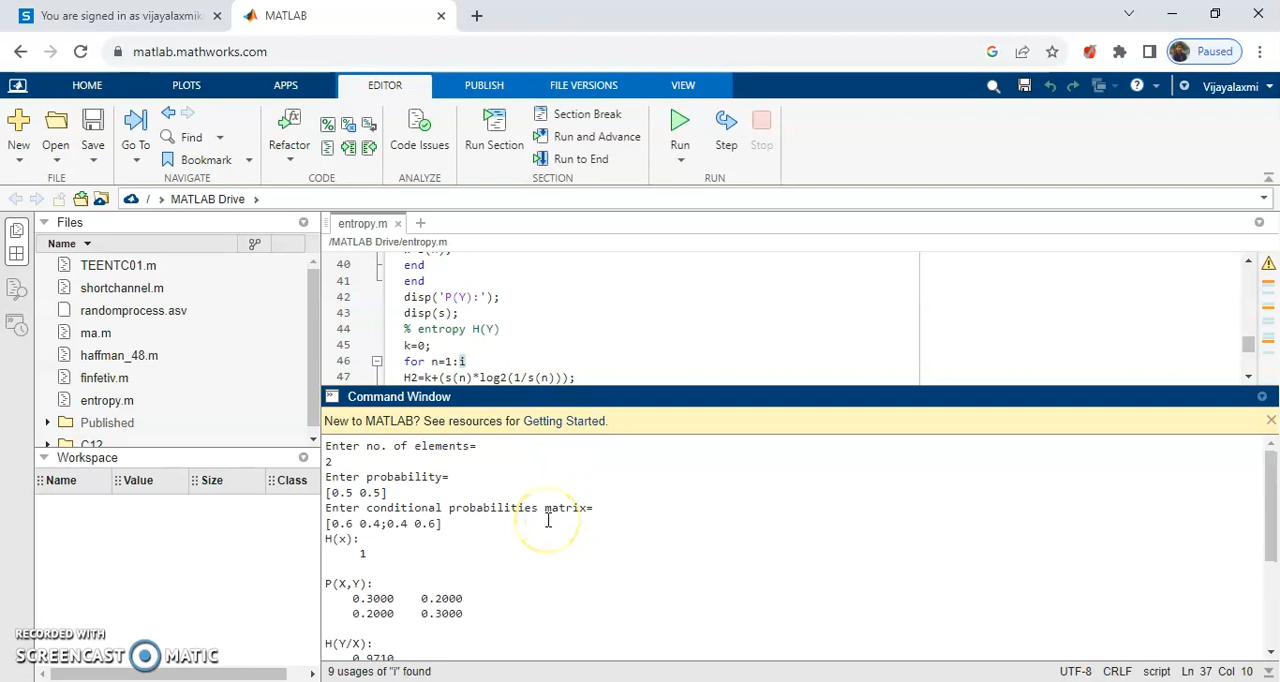 You are signed in as vijayalaxmik
MATLAB
matlab.mathworks.com
Paused
HOME PLOTS APPS EDITOR PUBLISH FILE VERSIONS VIEW
Vijayalaxmi
New Open Save
FILE
Go To Find Bookmark
NAVIGATE
Refactor
CODE
Code Issues
ANALYZE
Run Section
Section Break
Run and Advance
Run to End
SECTION
Run Step Stop
RUN
/ MATLAB Drive
Files
Name
TEENTC01.m
shortchannel.m
randomprocess.asv
ma.m
haffman_48.m
finfetiv.m
entropy.m
Published
C12
Workspace
Name Value Size Class
entropy.m
/MATLAB Drive/entropy.m
40 end
41 end
42 disp('P(Y):');
43 disp(s);
44 % entropy H(Y)
45 k=0;
46 for n=1:i
47 H2=k+(s(n)*log2(1/s(n)));
Command Window
New to MATLAB? See resources for Getting Started.
Enter no. of elements=
2
Enter probability=
[0.5 0.5]
Enter conditional probabilities matrix=
[0.6 0.4;0.4 0.6]
H(x):
1
P(X,Y):
0.3000 0.2000
0.2000 0.3000
H(Y/X):
0.9710
RECORDED WITH
SCREENCAST MATIC
9 usages of "i" found
UTF-8 CRLF script Ln 37 Col 10